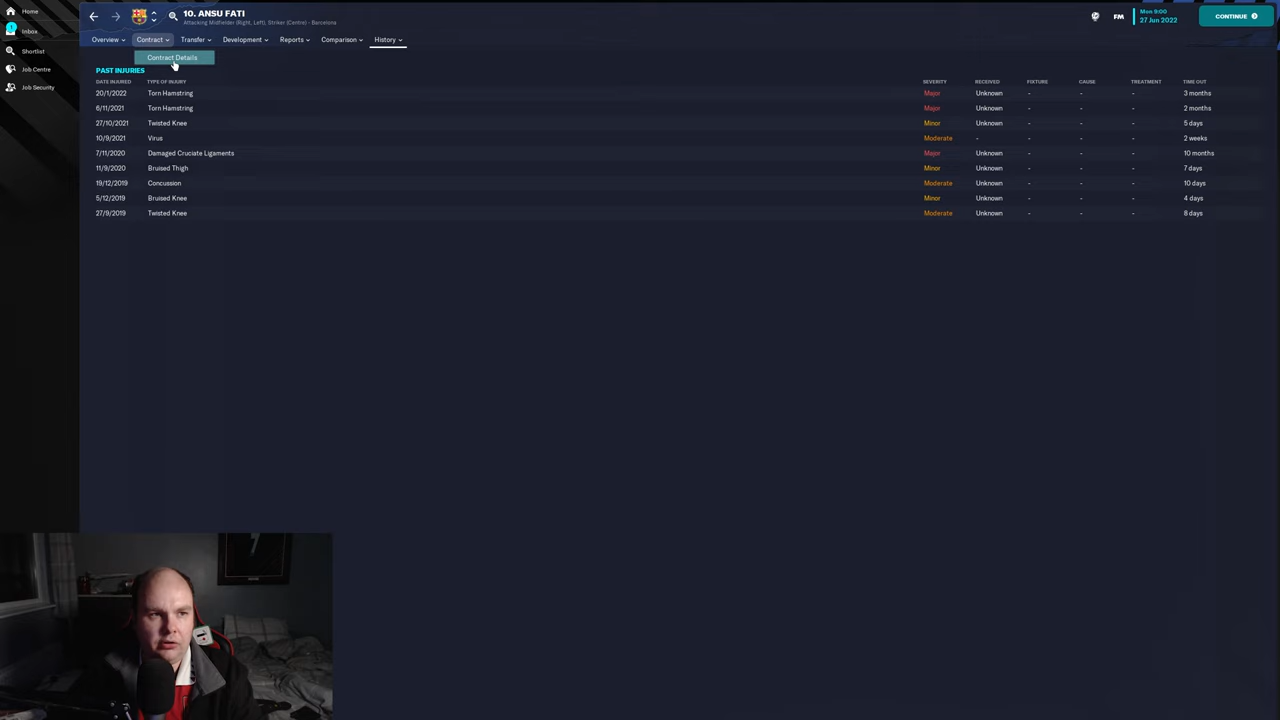 Home
1
Inbox
Shortlist
Job Centre
Job Security
10. ANSU FATI
Attacking Midfielder (Right, Left), Striker (Centre) - Barcelona
FM
Mon 9:00
27 Jun 2022
CONTINUE
Overview Contract Transfer Development Reports Comparison History
Contract Details
PAST INJURIES
DATE INJURED TYPE OF INJURY SEVERITY RECEIVED FIXTURE CAUSE TREATMENT TIME OUT
20/1/2022 Torn Hamstring Major Unknown - - - 3 months
6/11/2021 Torn Hamstring Major Unknown - - - 2 months
27/10/2021 Twisted Knee Minor Unknown - - - 5 days
10/9/2021 Virus Moderate - - - - 2 weeks
7/11/2020 Damaged Cruciate Ligaments Major Unknown - - - 10 months
11/9/2020 Bruised Thigh Minor Unknown - - - 7 days
19/12/2019 Concussion Moderate Unknown - - - 10 days
5/12/2019 Bruised Knee Minor Unknown - - - 4 days
27/9/2019 Twisted Knee Moderate Unknown - - - 8 days